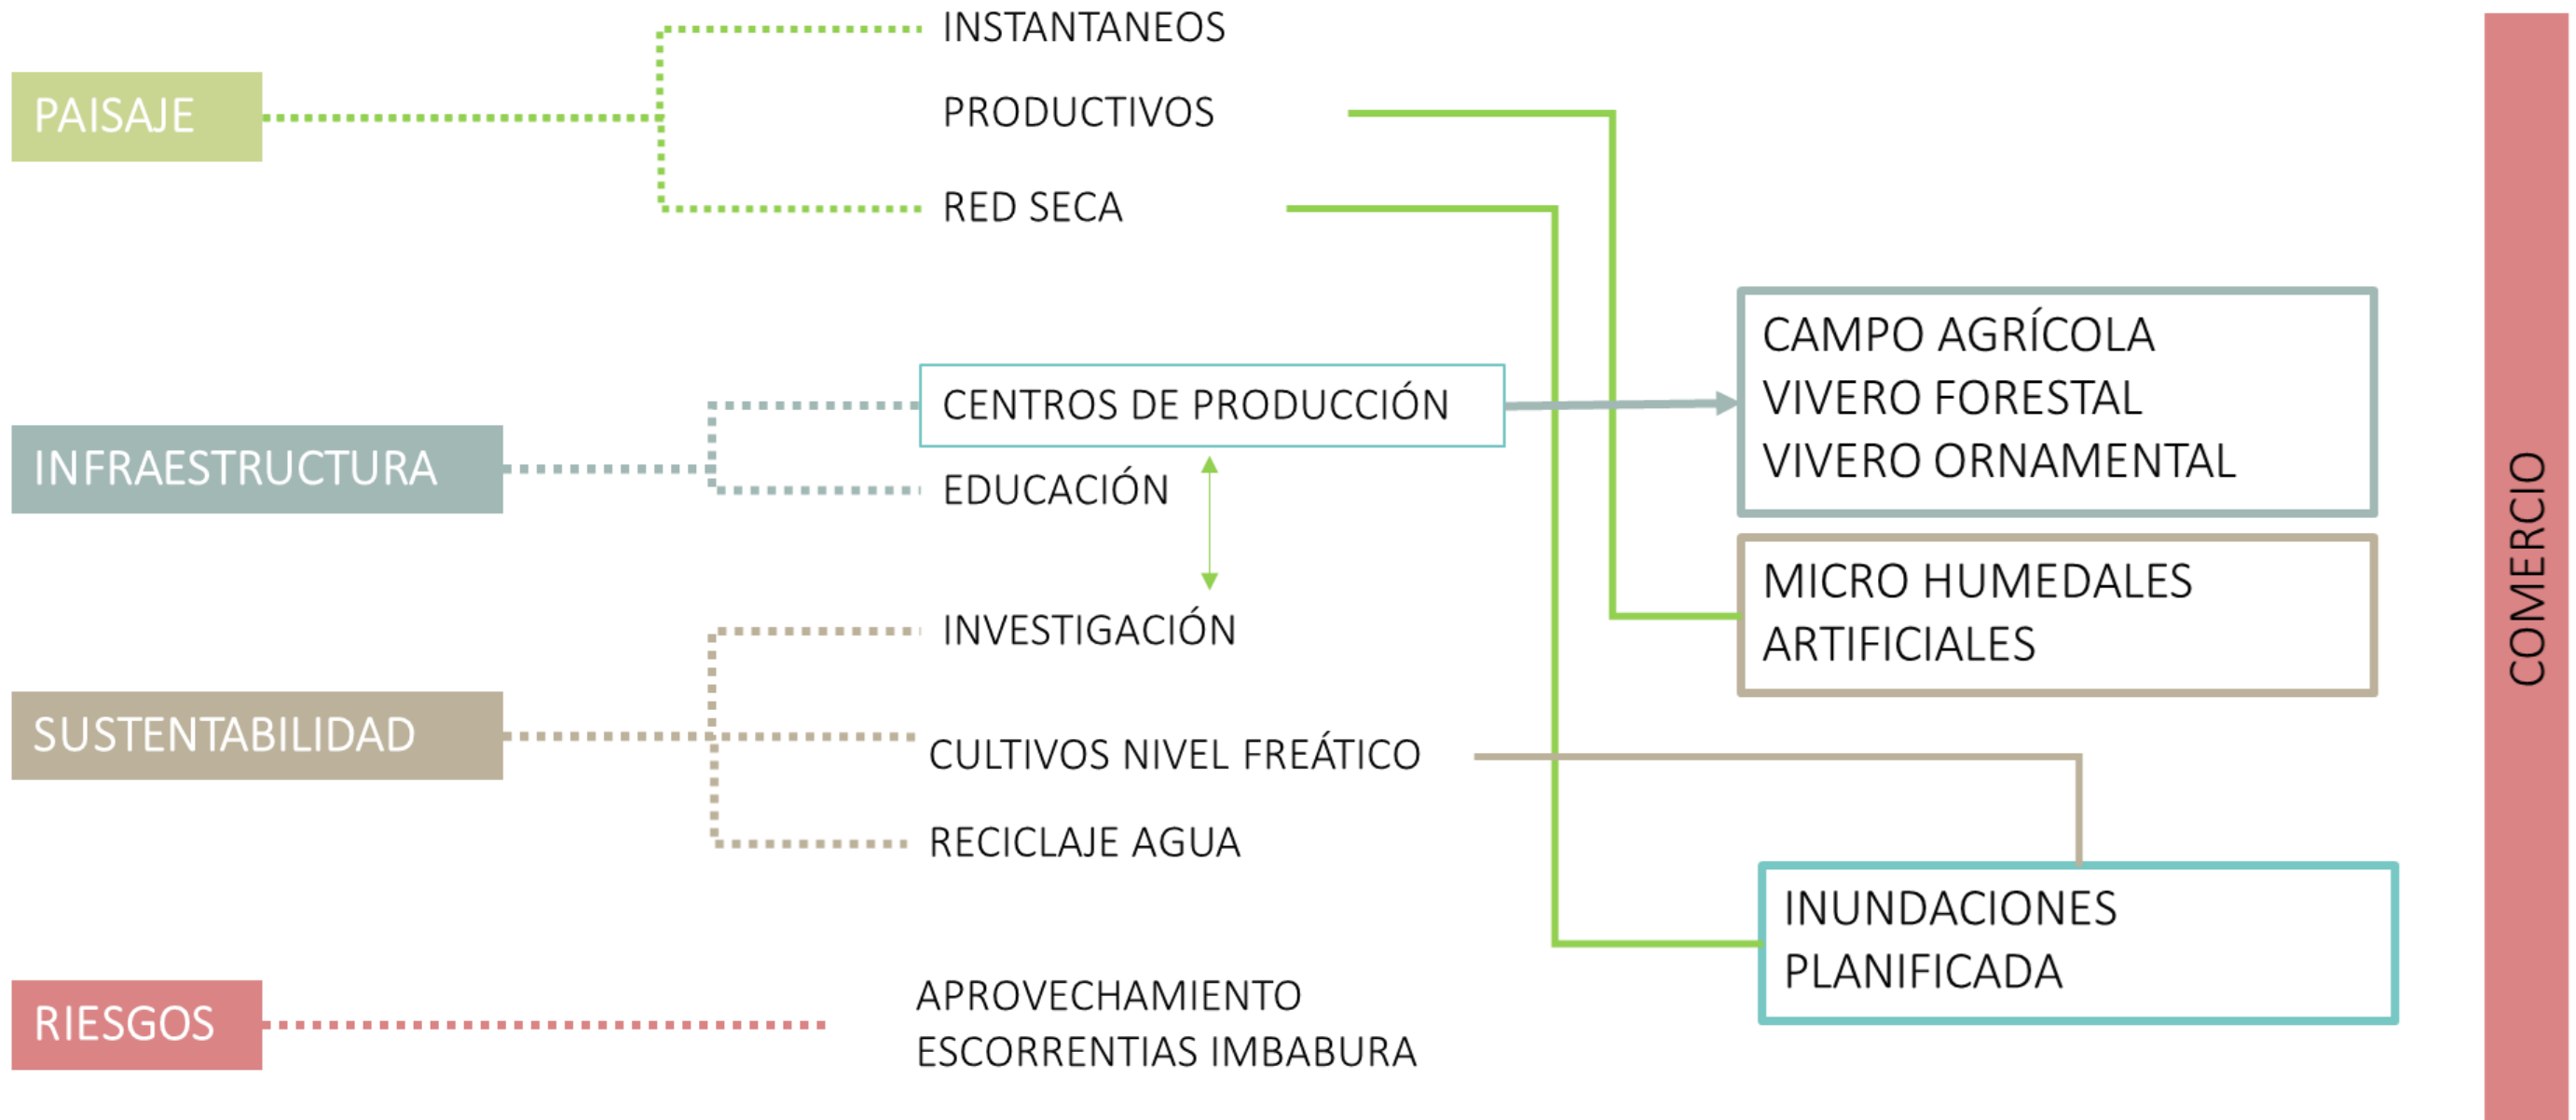 PAISAJE
INSTANTANEOS
PRODUCTIVOS
RED SECA
INFRAESTRUCTURA
CENTROS DE PRODUCCIÓN
EDUCACIÓN
SUSTENTABILIDAD
INVESTIGACIÓN
CULTIVOS NIVEL FREÁTICO
RECICLAJE AGUA
RIESGOS
APROVECHAMIENTO
ESCORRENTIAS IMBABURA
CAMPO AGRÍCOLA
VIVERO FORESTAL
VIVERO ORNAMENTAL
MICRO HUMEDALES
ARTIFICIALES
INUNDACIONES
PLANIFICADA
COMERCIO